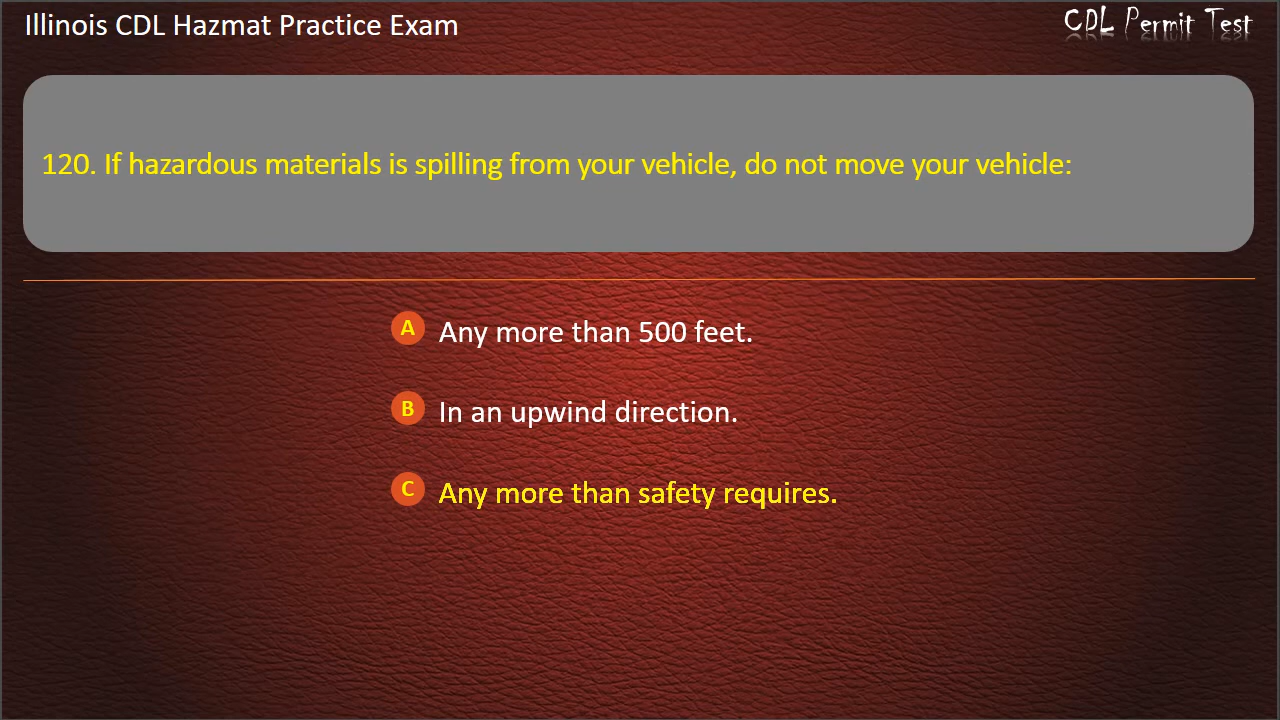 Illinois CDL Hazmat Practice Exam
CDL Permit Test
120. If hazardous materials is spilling from your vehicle, do not move your vehicle:
A Any more than 500 feet.
B In an upwind direction.
C Any more than safety requires.